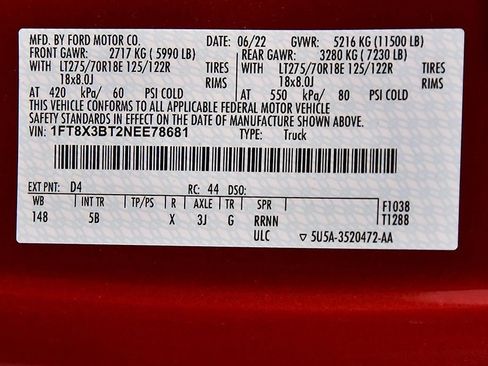 MFD. BY FORD MOTOR CO. DATE: 06/22 GVWR: 5216 KG (11500 LB)
FRONT GAWR: 2717 KG (5990 LB) REAR GAWR: 3280 KG (7230 LB)
WITH LT275/70R18E 125/122R TIRES WITH LT275/70R18E 125/122R TIRES
18x8.0J RIMS 18x8.0J RIMS
AT 420 kPa/ 60 PSI COLD AT 550 kPa/ 80 PSI COLD
THIS VEHICLE CONFORMS TO ALL APPLICABLE FEDERAL MOTOR VEHICLE
SAFETY STANDARDS IN EFFECT ON THE DATE OF MANUFACTURE SHOWN ABOVE.
VIN: 1FT8X3BT2NEE78681 TYPE: Truck
EXT PNT: D4 RC: 44 DSO:
WB INT TR TP/PS R AXLE TR SPR F1038
148 5B X 3J G RRNN T1288
ULC ▽ 5U5A-3520472-AA